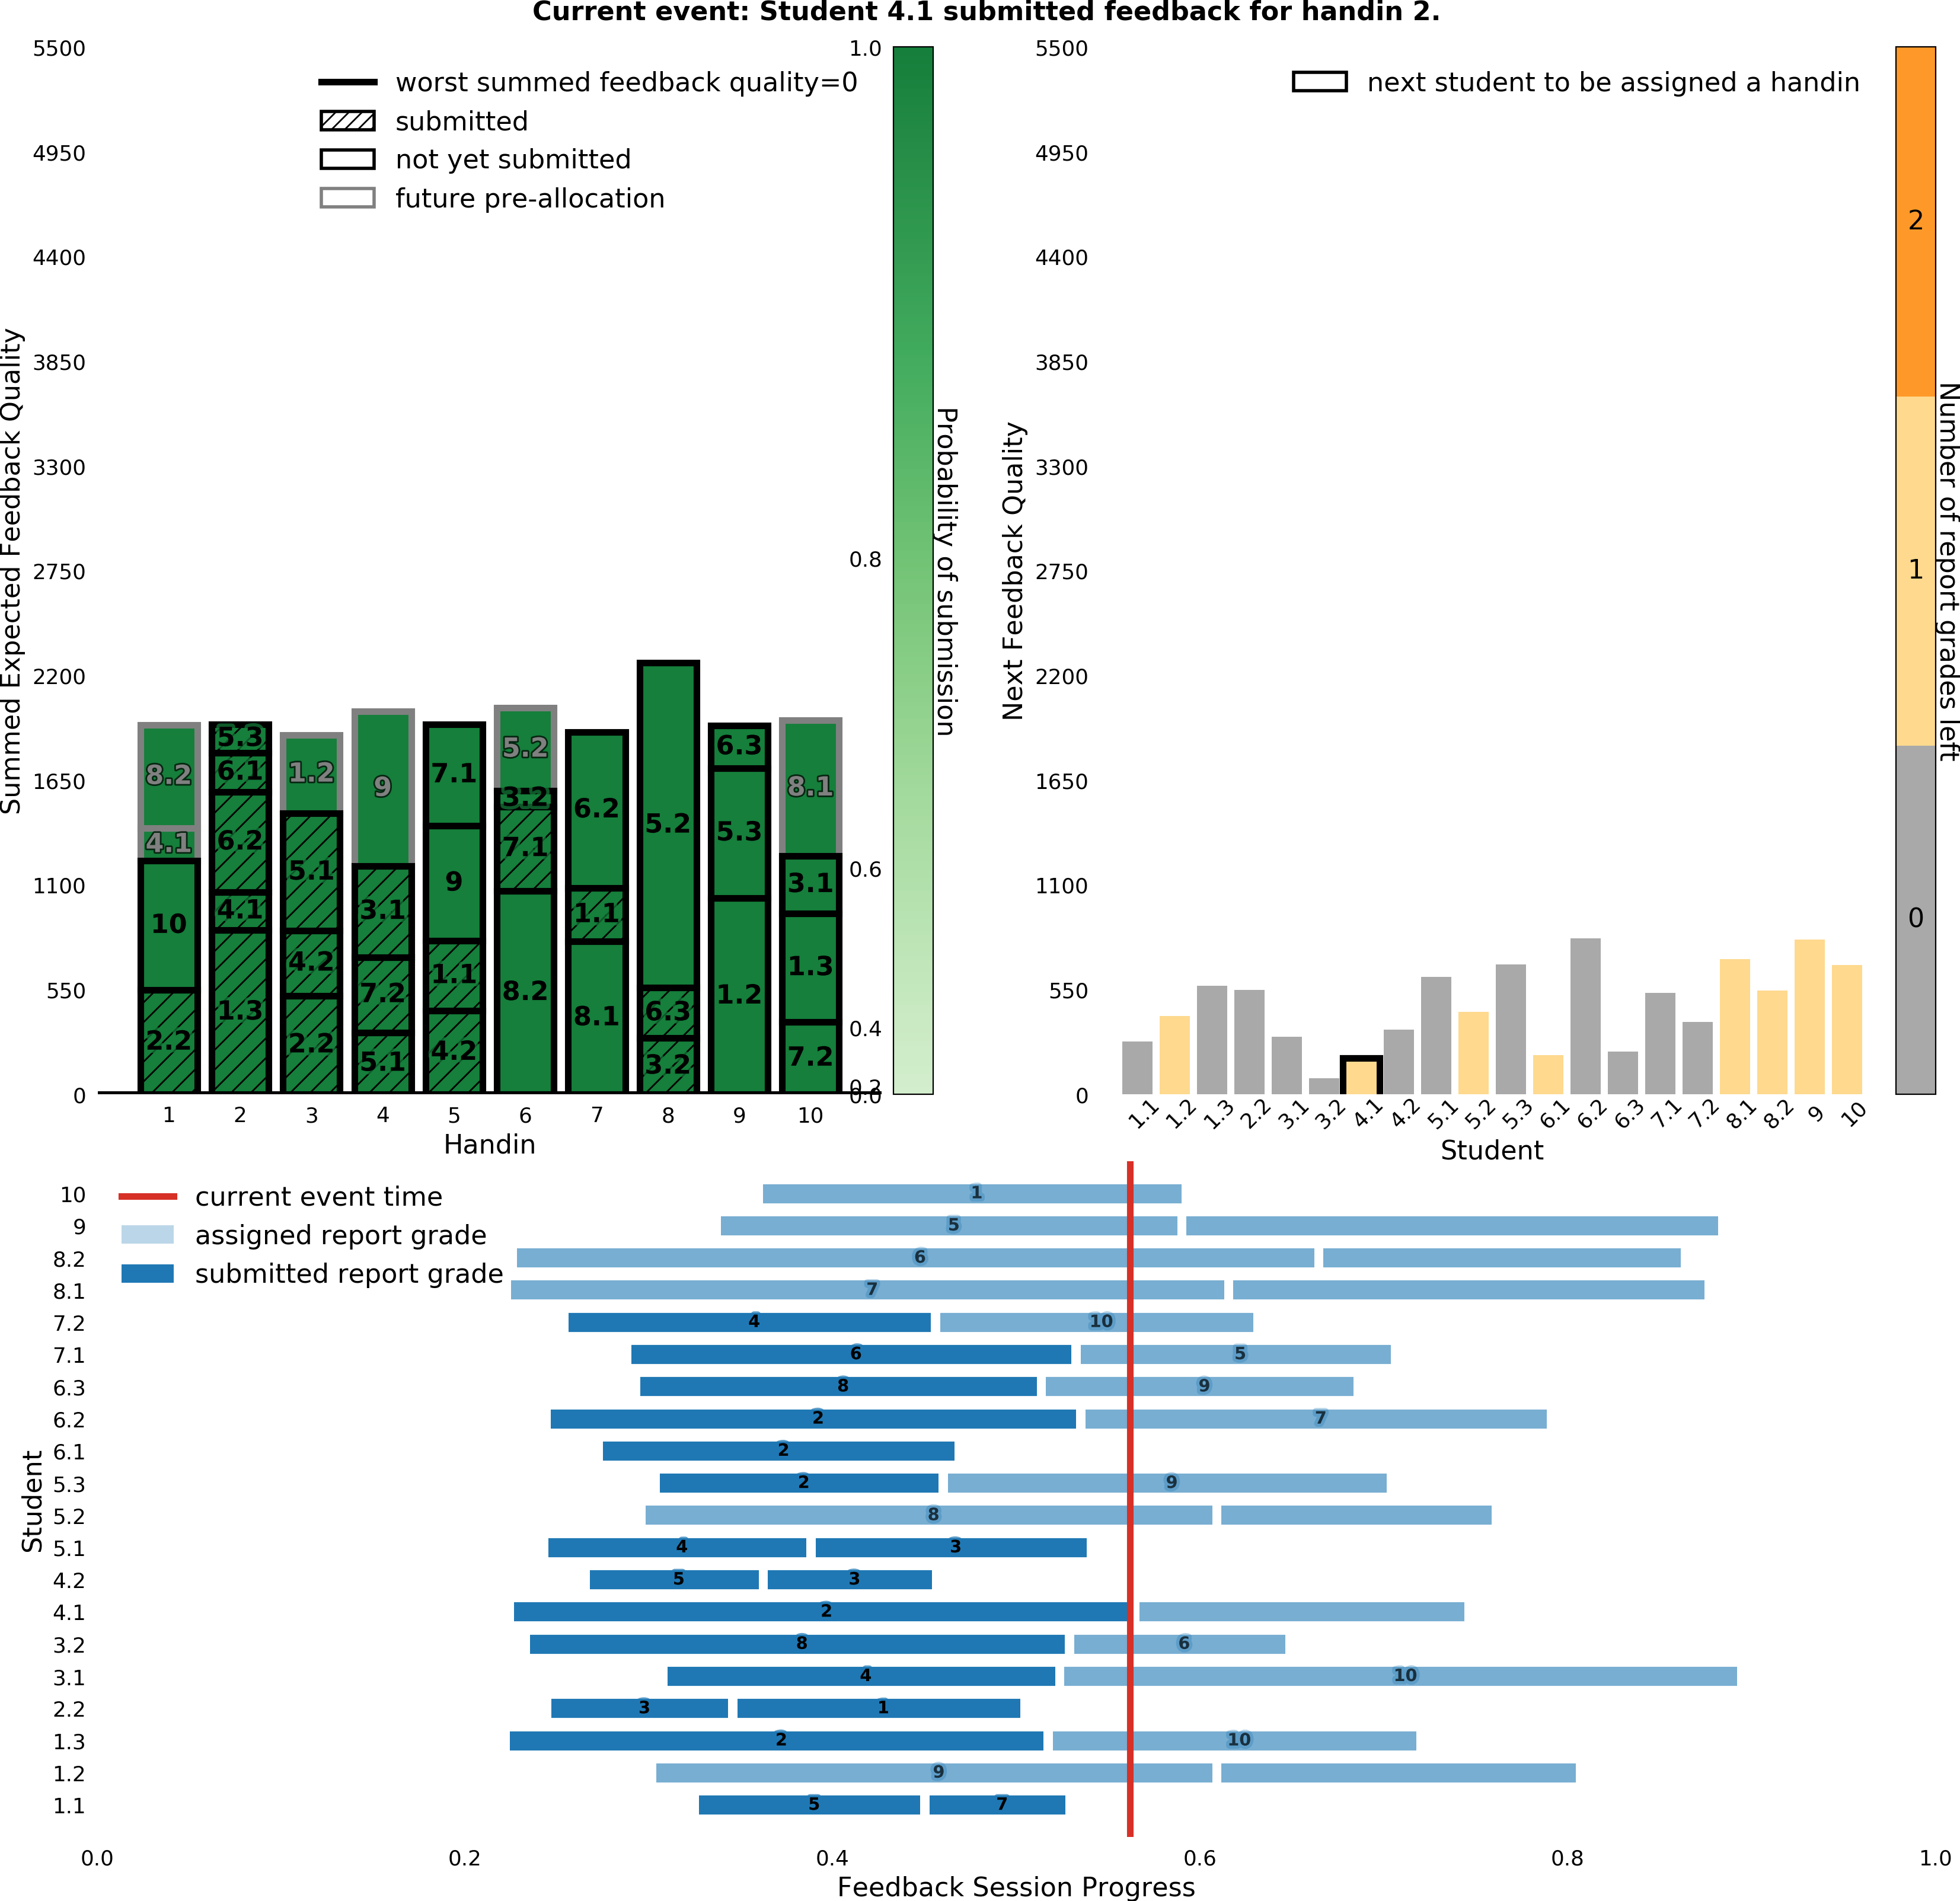 Current event: Student 4.1 submitted feedback for handin 2.
Summed Expected Feedback Quality
5500
4950
4400
3850
3300
2750
2200
1650
1100
550
0
worst summed feedback quality=0
submitted
not yet submitted
future pre-allocation
8.2
4.1
10
2.2
5.3
6.1
6.2
4.1
1.3
1.2
5.1
4.2
2.2
9
3.1
7.2
5.1
7.1
9
1.1
4.2
5.2
3.2
7.1
8.2
6.2
1.1
8.1
5.2
6.3
3.2
6.3
5.3
1.2
8.1
3.1
1.3
7.2
1 2 3 4 5 6 7 8 9 10
Handin
1.0
0.8
0.6
0.4
0.2
0.0
Probability of submission
Next Feedback Quality
5500
4950
4400
3850
3300
2750
2200
1650
1100
550
0
next student to be assigned a handin
1.1 1.2 1.3 2.2 3.1 3.2 4.1 4.2 5.1 5.2 5.3 6.1 6.2 6.3 7.1 7.2 8.1 8.2 9 10
Student
2
1
0
Number of report grades left
current event time
assigned report grade
submitted report grade
Student
10 1
9 5
8.2 6
8.1 7
7.2 4 10
7.1 6 5
6.3 8 9
6.2 2 7
6.1 2
5.3 2 9
5.2 8
5.1 4 3
4.2 5 3
4.1 2
3.2 8 6
3.1 4 10
2.2 3 1
1.3 2 10
1.2 9
1.1 5 7
0.0 0.2 0.4 0.6 0.8 1.0
Feedback Session Progress